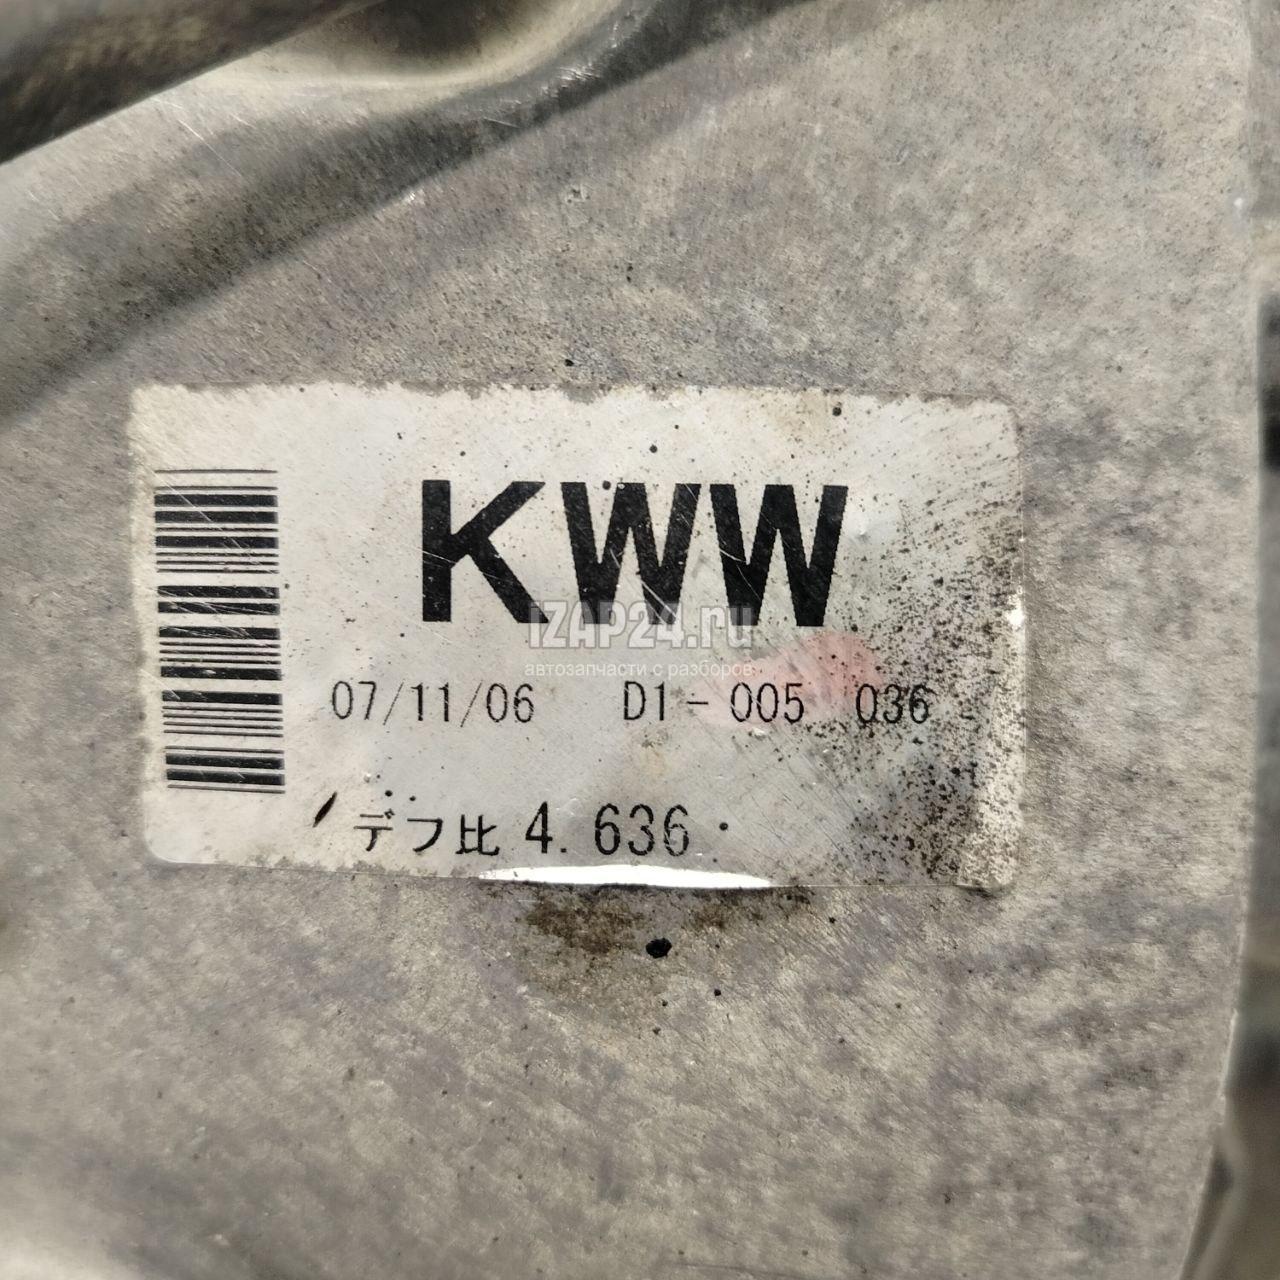 KWW
IZAP24.ru
автозапчасти с разборов
07/11/06 D1-005 036
デフ比 4.636